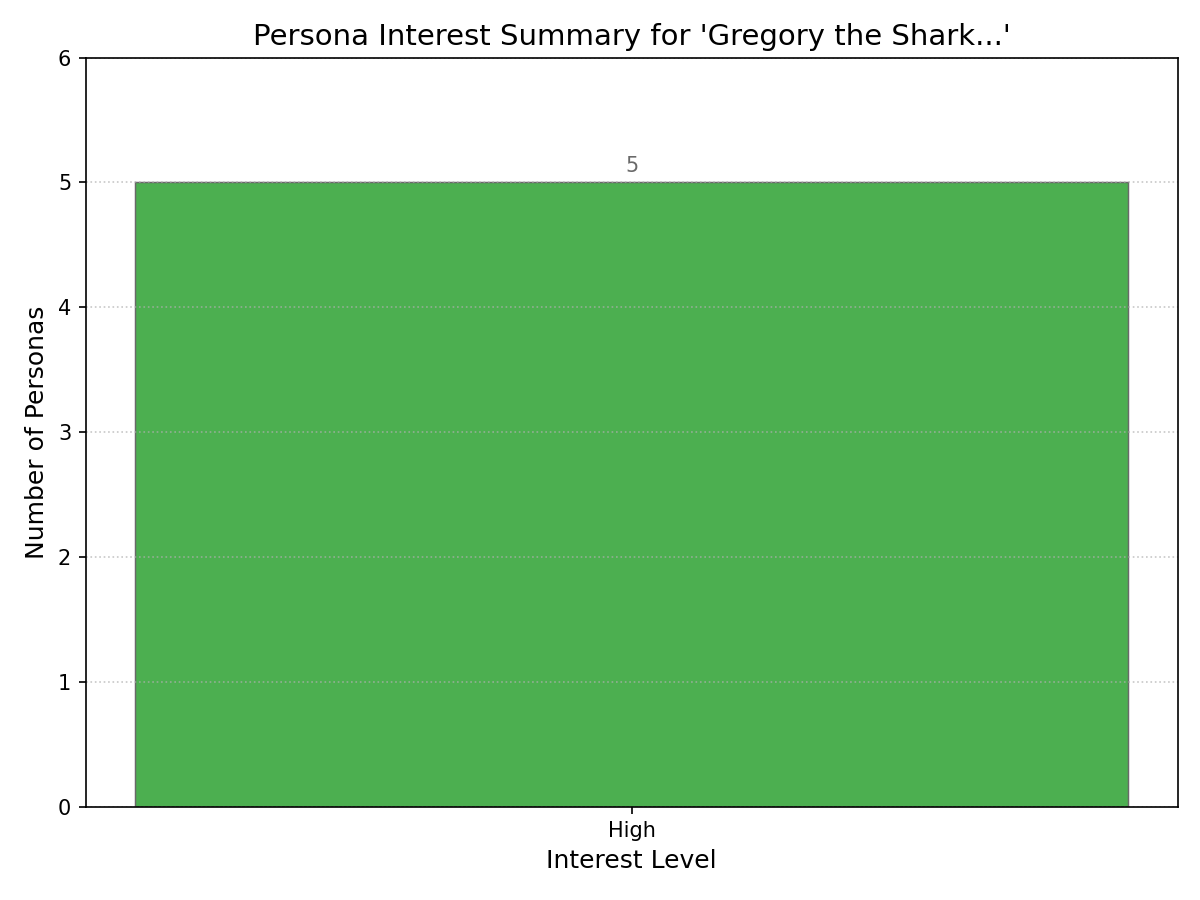 Persona Interest Summary for 'Gregory the Shark...'
6
5
5
4
3
2
1
0
Number of Personas
High
Interest Level